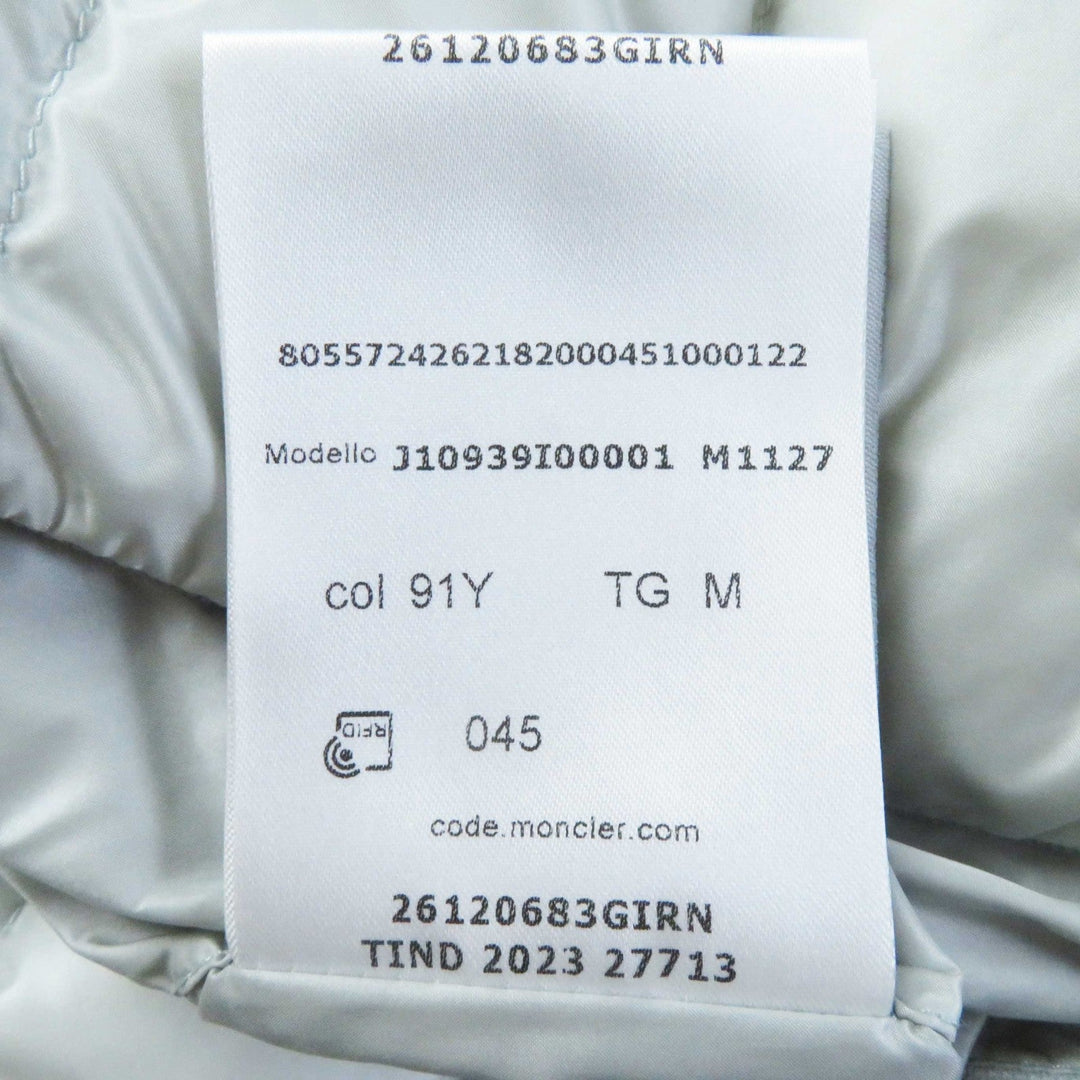 26120683GIRN
8055724262182000451000122
Modello J10939I00001 M1127
col 91Y TG M
RFID 045
code.moncler.com
26120683GIRN
TIND 2023 27713